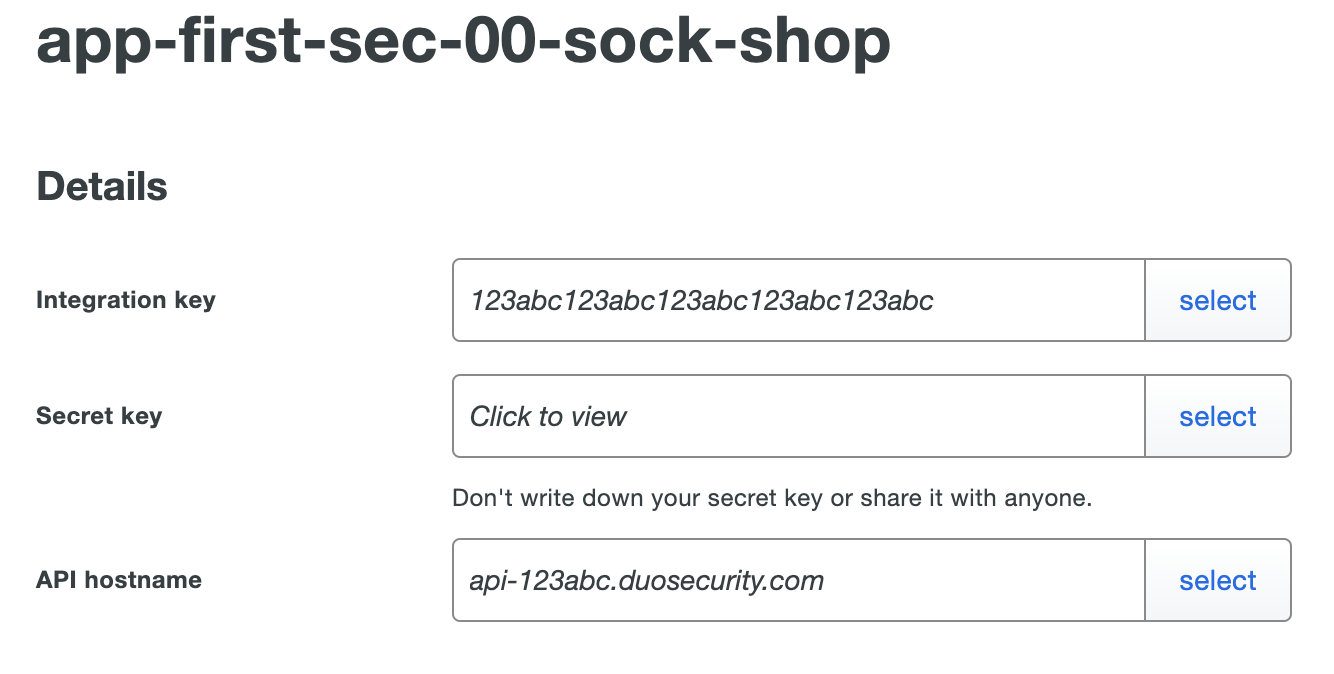 app-first-sec-00-sock-shop
Details
Integration key
123abc123abc123abc123abc123abc
select
Secret key
Click to view
select
Don't write down your secret key or share it with anyone.
API hostname
api-123abc.duosecurity.com
select